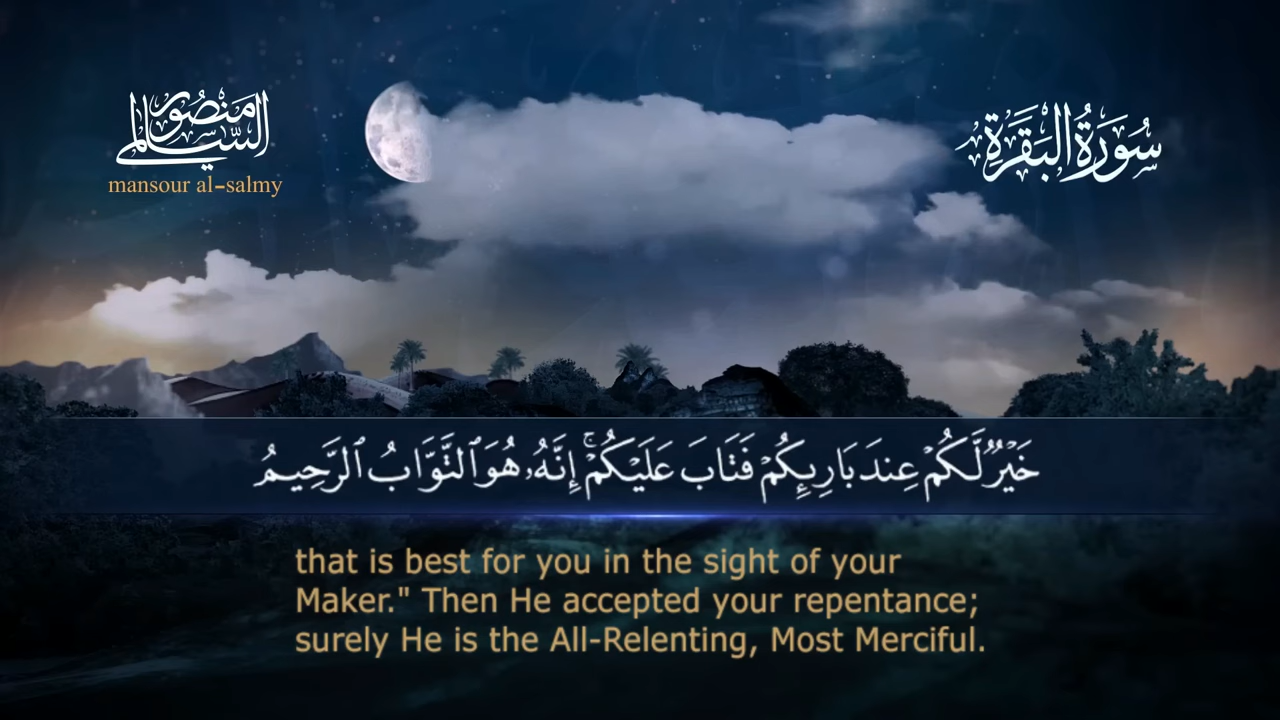 منصور السالمي
mansour al-salmy
سُورَةُ البَقَرَةِ
خَيْرٌ لَّكُمْ عِندَ بَارِئِكُمْ فَتَابَ عَلَيْكُمْ ۚ إِنَّهُۥ هُوَ ٱلتَّوَّابُ ٱلرَّحِيمُ
that is best for you in the sight of your
Maker." Then He accepted your repentance;
surely He is the All-Relenting, Most Merciful.